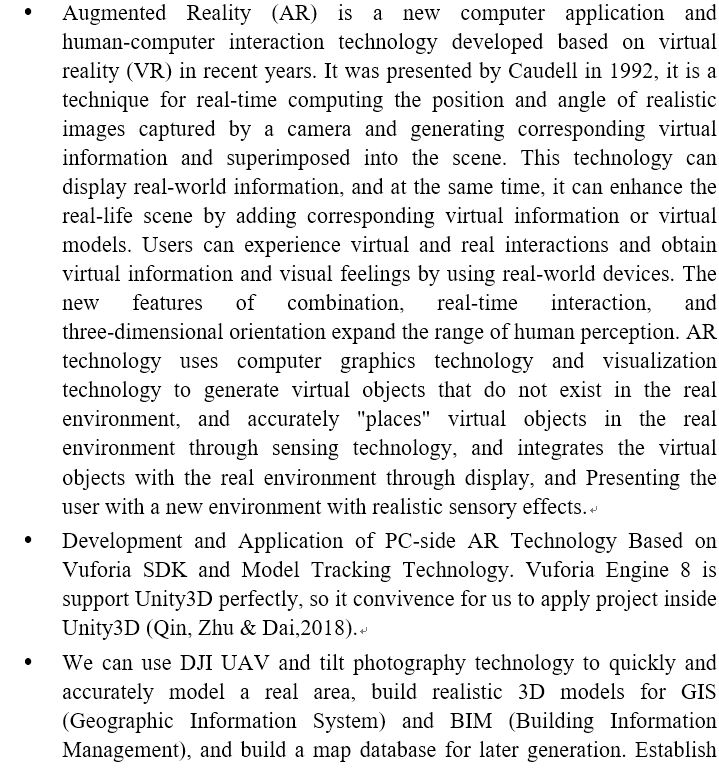 • Augmented Reality (AR) is a new computer application and
human-computer interaction technology developed based on virtual
reality (VR) in recent years. It was presented by Caudell in 1992, it is a
technique for real-time computing the position and angle of realistic
images captured by a camera and generating corresponding virtual
information and superimposed into the scene. This technology can
display real-world information, and at the same time, it can enhance the
real-life scene by adding corresponding virtual information or virtual
models. Users can experience virtual and real interactions and obtain
virtual information and visual feelings by using real-world devices. The
new features of combination, real-time interaction, and
three-dimensional orientation expand the range of human perception. AR
technology uses computer graphics technology and visualization
technology to generate virtual objects that do not exist in the real
environment, and accurately "places" virtual objects in the real
environment through sensing technology, and integrates the virtual
objects with the real environment through display, and Presenting the
user with a new environment with realistic sensory effects.
• Development and Application of PC-side AR Technology Based on
Vuforia SDK and Model Tracking Technology. Vuforia Engine 8 is
support Unity3D perfectly, so it convivence for us to apply project inside
Unity3D (Qin, Zhu & Dai,2018).
• We can use DJI UAV and tilt photography technology to quickly and
accurately model a real area, build realistic 3D models for GIS
(Geographic Information System) and BIM (Building Information
Management), and build a map database for later generation. Establish